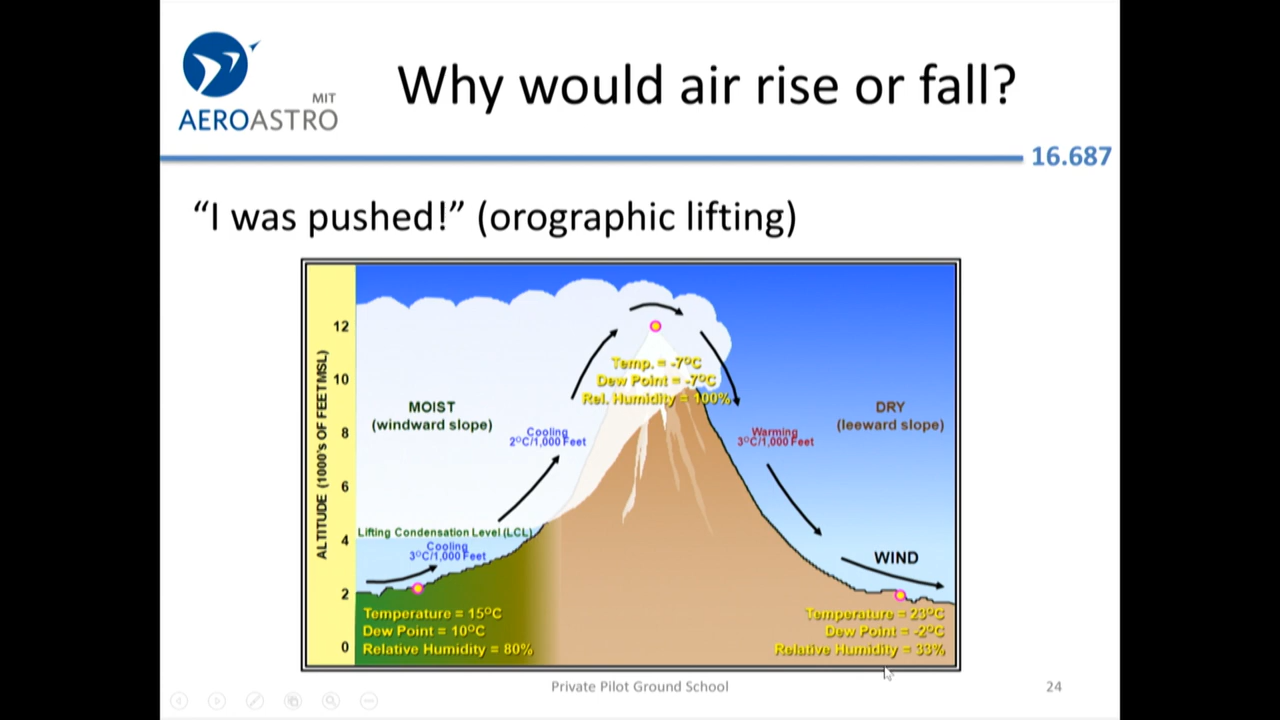 MIT
AEROASTRO
Why would air rise or fall?
16.687
“I was pushed!” (orographic lifting)
ALTITUDE (1000's OF FEET MSL)
12
10
8
6
4
2
0
Temp. = -7ºC
Dew Point = -7ºC
Rel. Humidity = 100%
MOIST
(windward slope)
DRY
(leeward slope)
Cooling
2ºC/1,000 Feet
Warming
3ºC/1,000 Feet
Lifting Condensation Level (LCL)
Cooling
3ºC/1,000 Feet
WIND
Temperature = 15ºC
Dew Point = 10ºC
Relative Humidity = 80%
Temperature = 23ºC
Dew Point = -2ºC
Relative Humidity = 33%
Private Pilot Ground School
24